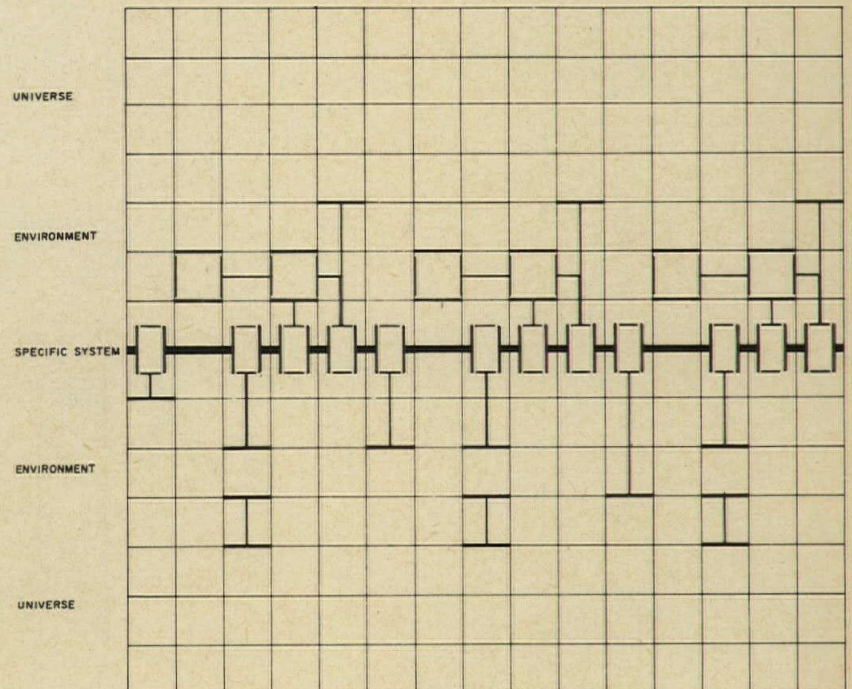 UNIVERSE
ENVIRONMENT
SPECIFIC SYSTEM
ENVIRONMENT
UNIVERSE